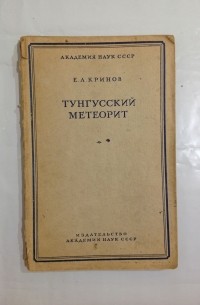 АКАДЕМИЯ НАУК СССР
Е. Л. КРИНОВ
ТУНГУССКИЙ
МЕТЕОРИТ
ИЗДАТЕЛЬСТВО
АКАДЕМИИ НАУК СССР